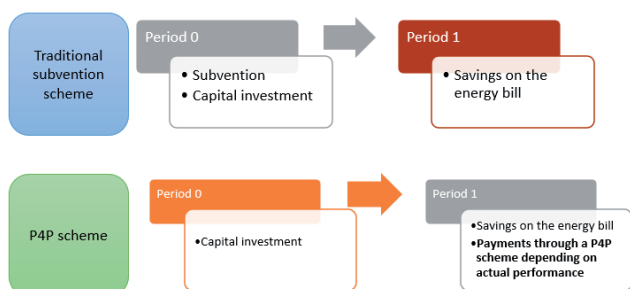 Traditional
subvention
scheme
Period 0
• Subvention
• Capital investment
Period 1
• Savings on the
energy bill
P4P scheme
Period 0
•Capital investment
Period 1
•Savings on the energy bill
•Payments through a P4P
scheme depending on
actual performance